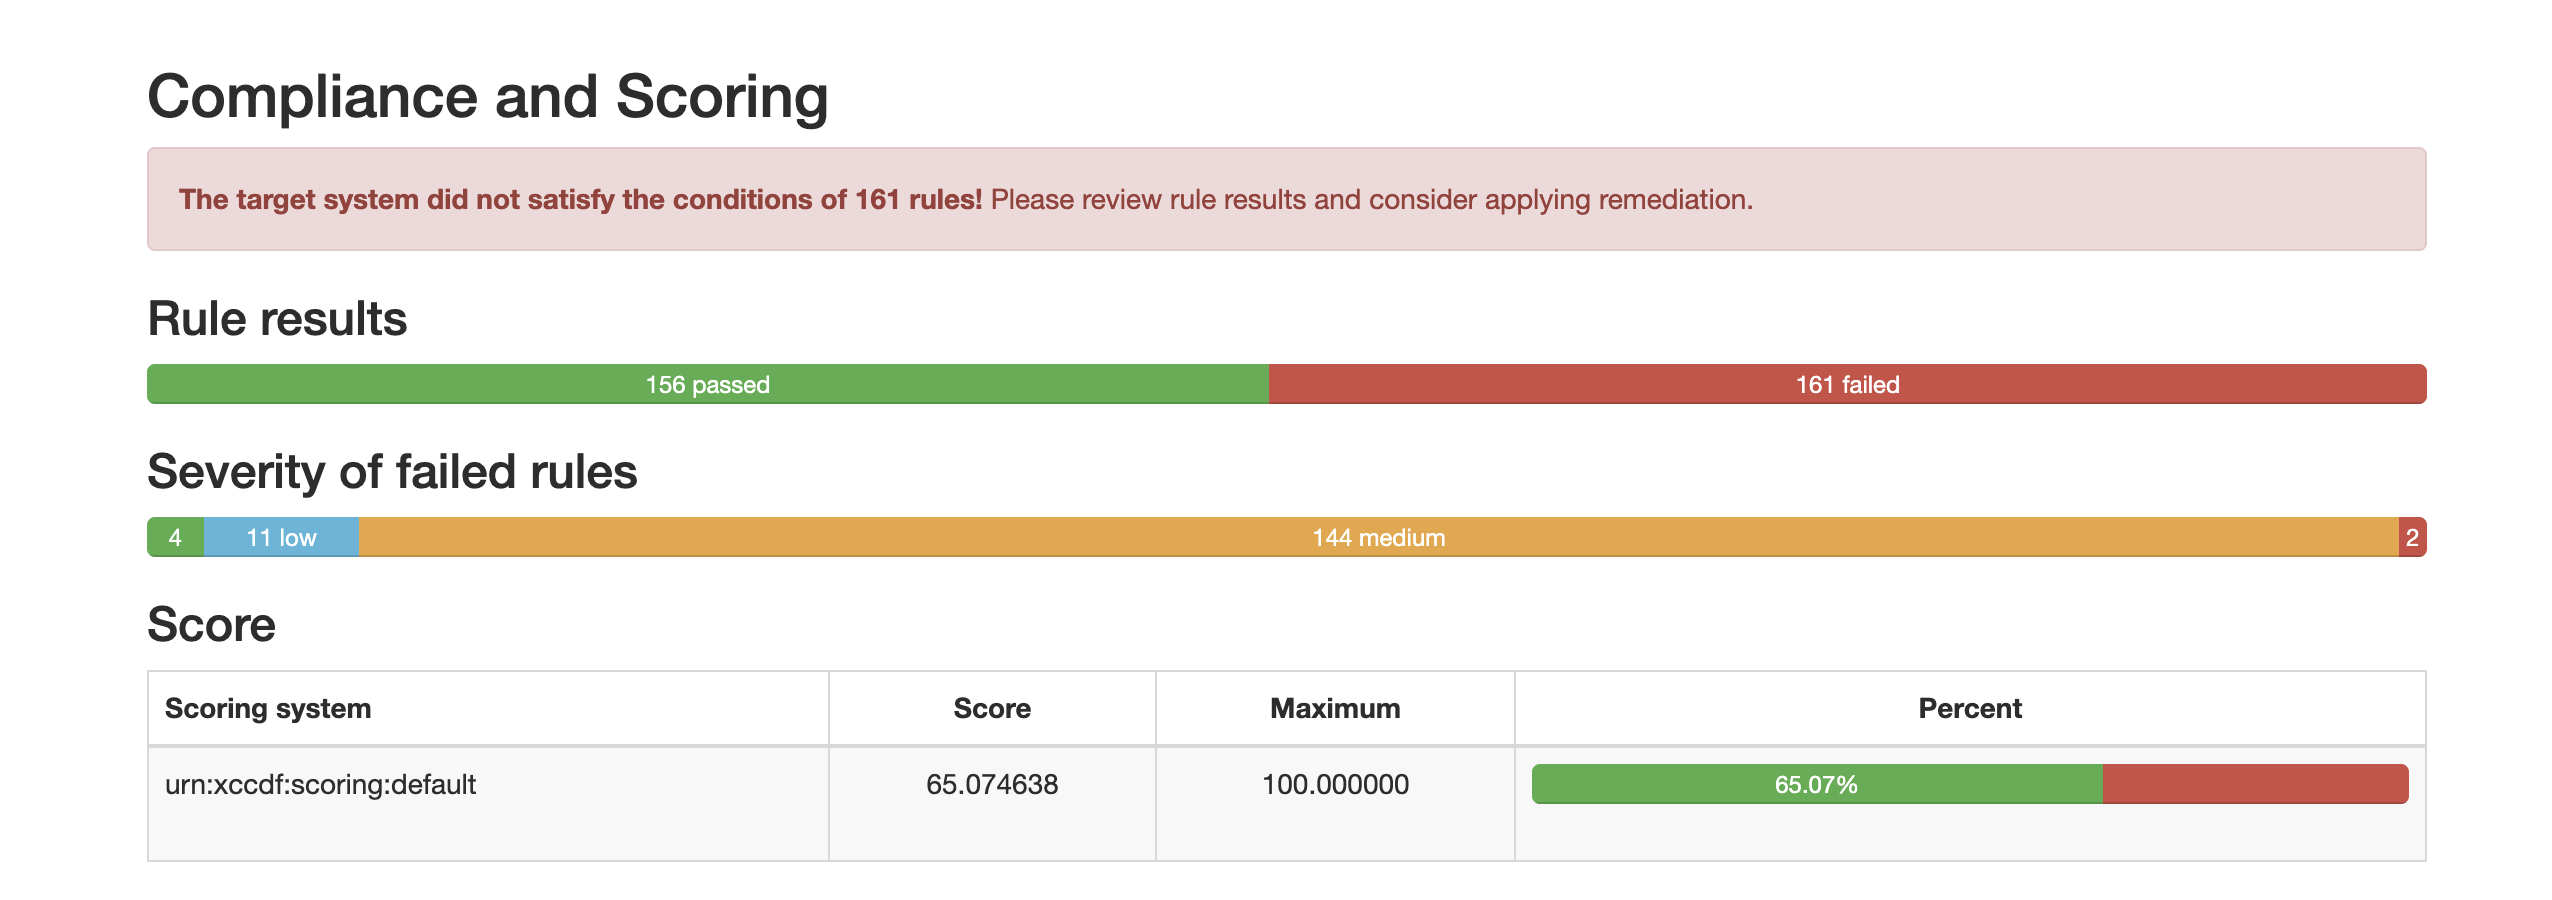 Compliance and Scoring
The target system did not satisfy the conditions of 161 rules! Please review rule results and consider applying remediation.
Rule results
156 passed 161 failed
Severity of failed rules
4 11 low 144 medium 2
Score
Scoring system Score Maximum Percent
urn:xccdf:scoring:default 65.074638 100.000000 65.07%